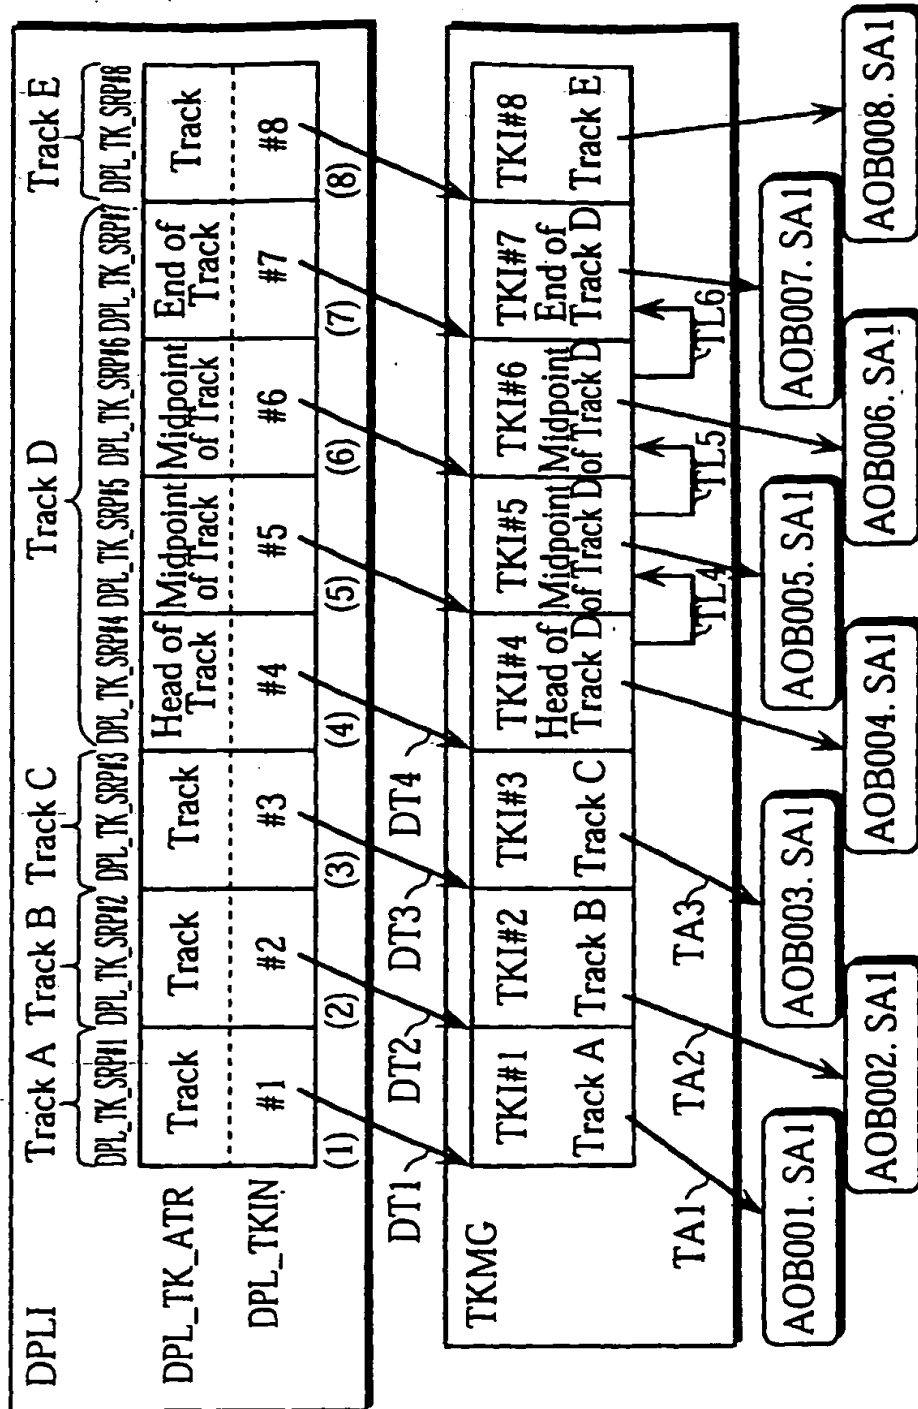 DPLI
Track A
Track B
Track C
Track D
Track E
DPL_TK_SRP#1
DPL_TK_SRP#2
DPL_TK_SRP#3
DPL_TK_SRP#4
DPL_TK_SRP#5
DPL_TK_SRP#6
DPL_TK_SRP#7
DPL_TK_SRP#8
DPL_TK_ATR
Track
Track
Track
Head of
Track
Midpoint
of Track
Midpoint
of Track
End of
Track
Track
DPL_TKIN
#1
#2
#3
#4
#5
#6
#7
#8
(1)
(2)
(3)
(4)
(5)
(6)
(7)
(8)
DT1
DT2
DT3
DT4
TKMG
TKI#1
Track A
TKI#2
Track B
TKI#3
Track C
TKI#4
Head of
Track D
TKI#5
Midpoint
of Track D
TKI#6
Midpoint
of Track D
TKI#7
End of
Track D
TKI#8
Track E
TA1
TA2
TA3
TL4
TL5
TL6
AOB001. SA1
AOB002. SA1
AOB003. SA1
AOB004. SA1
AOB005. SA1
AOB006. SA1
AOB007. SA1
AOB008. SA1